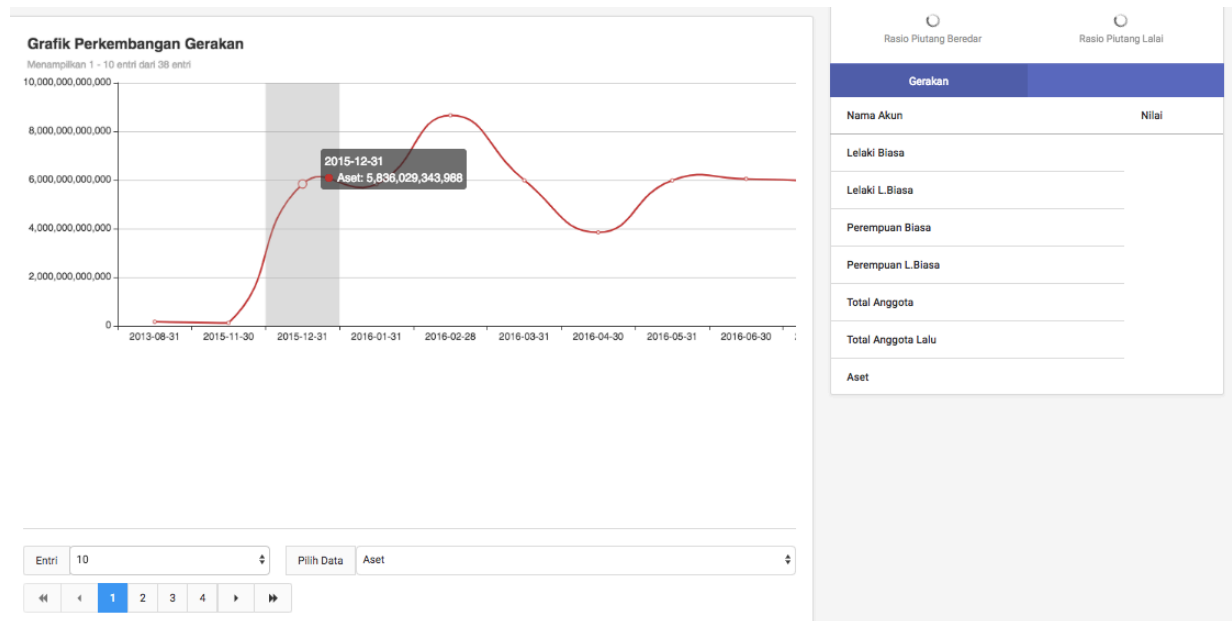 Grafik Perkembangan Gerakan
Menampilkan 1 - 10 entri dari 38 entri
10,000,000,000,000
8,000,000,000,000
6,000,000,000,000
4,000,000,000,000
2,000,000,000,000
0
2015-12-31
Aset: 5,836,029,343,988
2013-08-31 2015-11-30 2015-12-31 2016-01-31 2016-02-28 2016-03-31 2016-04-30 2016-05-31 2016-06-30
Entri 10 Pilih Data Aset
1 2 3 4
Rasio Piutang Beredar Rasio Piutang Lalai
Gerakan
Nama Akun Nilai
Lelaki Biasa
Lelaki L.Biasa
Perempuan Biasa
Perempuan L.Biasa
Total Anggota
Total Anggota Lalu
Aset